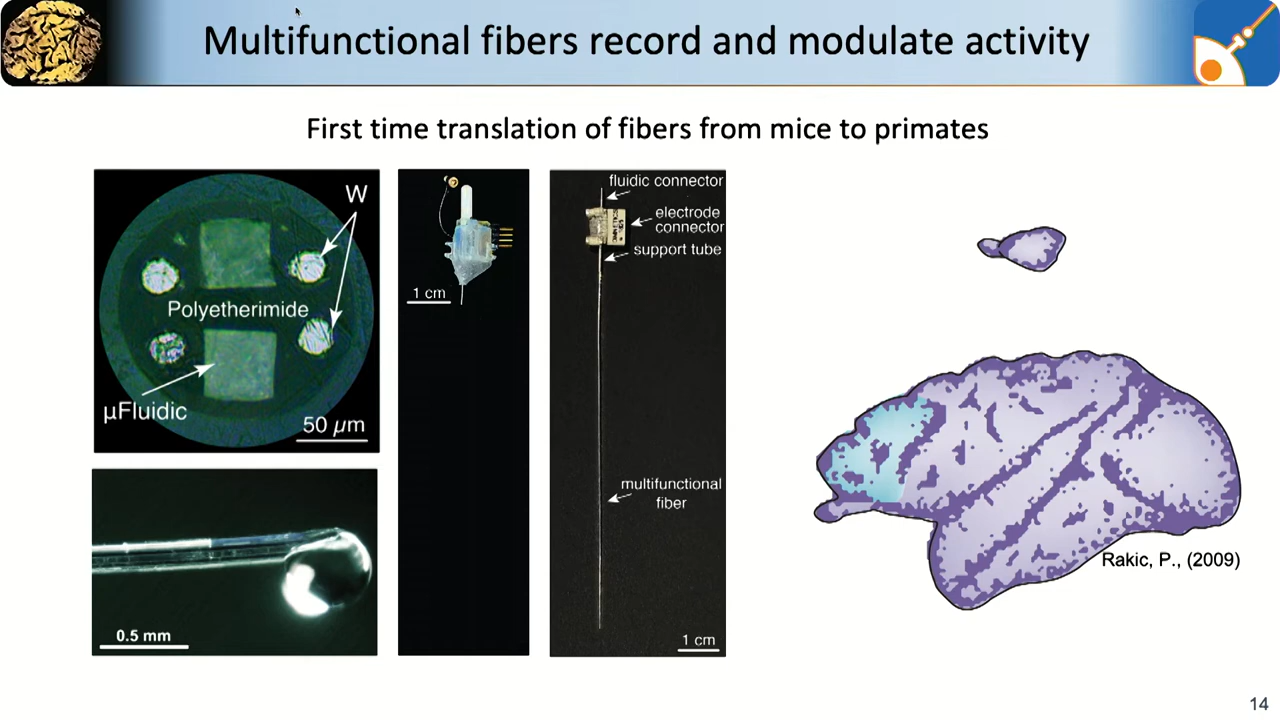 Multifunctional fibers record and modulate activity
First time translation of fibers from mice to primates
W
Polyetherimide
µFluidic
50 µm
0.5 mm
1 cm
fluidic connector
electrode
connector
support tube
multifunctional
fiber
1 cm
Rakic, P., (2009)
14